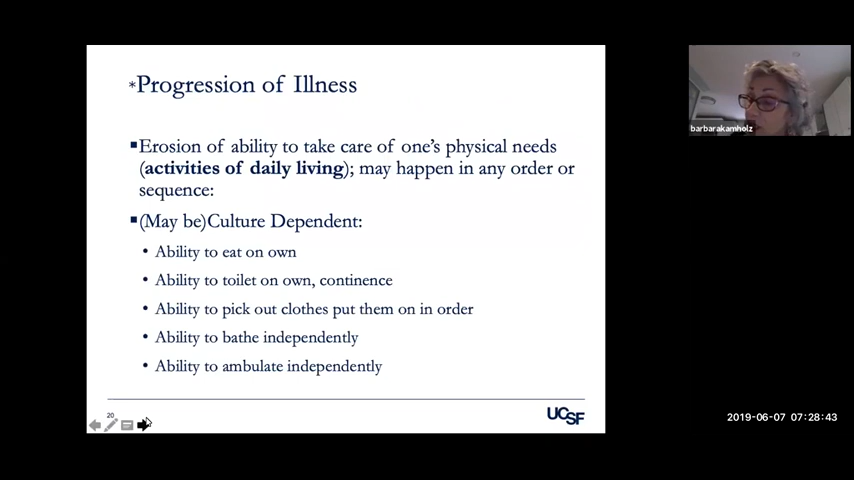 *Progression of Illness
▪Erosion of ability to take care of one's physical needs
(activities of daily living); may happen in any order or
sequence:
▪(May be)Culture Dependent:
• Ability to eat on own
• Ability to toilet on own, continence
• Ability to pick out clothes put them on in order
• Ability to bathe independently
• Ability to ambulate independently
20
UCSF
barbarakamholz
2019-06-07 07:28:43